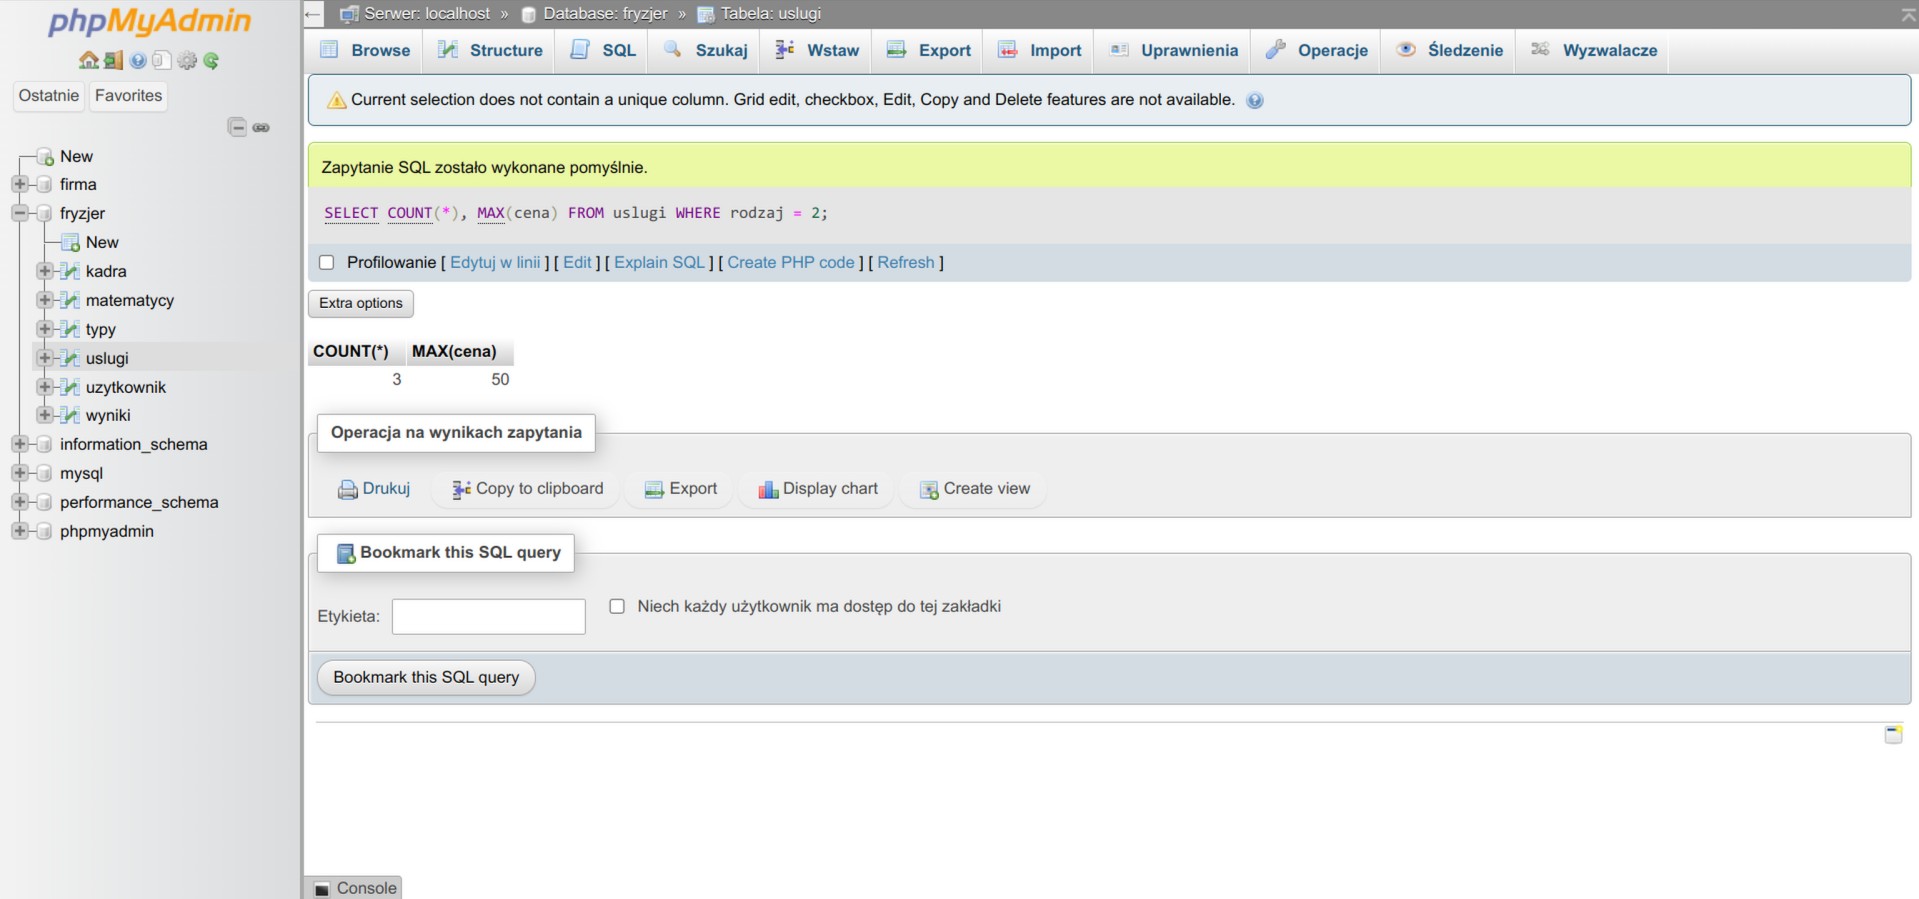 phpMyAdmin
Ostatnie Favorites
New
firma
fryzjer
New
kadra
matematycy
typy
uslugi
uzytkownik
wyniki
information_schema
mysql
performance_schema
phpmyadmin
Serwer: localhost » Database: fryzjer » Tabela: uslugi
Browse Structure SQL Szukaj Wstaw Export Import Uprawnienia Operacje Śledzenie Wyzwalacze
Current selection does not contain a unique column. Grid edit, checkbox, Edit, Copy and Delete features are not available.
Zapytanie SQL zostało wykonane pomyślnie.
SELECT COUNT(*), MAX(cena) FROM uslugi WHERE rodzaj = 2;
Profilowanie [ Edytuj w linii ] [ Edit ] [ Explain SQL ] [ Create PHP code ] [ Refresh ]
Extra options
COUNT(*) MAX(cena)
3 50
Operacja na wynikach zapytania
Drukuj Copy to clipboard Export Display chart Create view
Bookmark this SQL query
Etykieta: Niech każdy użytkownik ma dostęp do tej zakładki
Bookmark this SQL query
Console